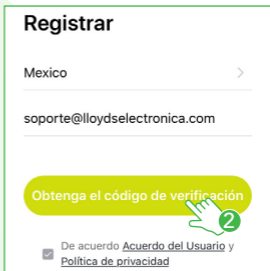 Registrar
Mexico
soporte@lloydselectronica.com
Obtenga el código de verificación
2
De acuerdo Acuerdo del Usuario y
Política de privacidad